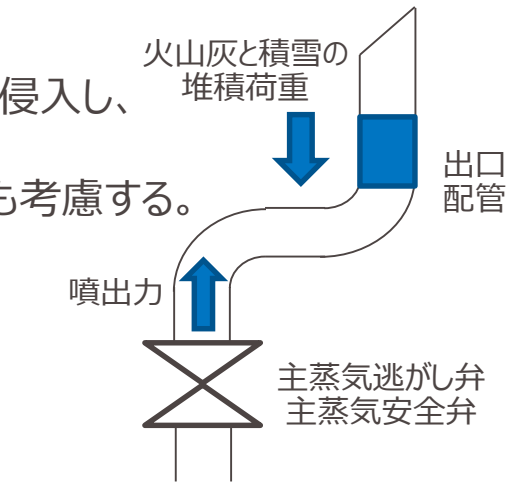 侵入し、
も考慮する。
火山灰と積雪の
堆積荷重
出口
配管
噴出力
主蒸気逃がし弁
主蒸気安全弁